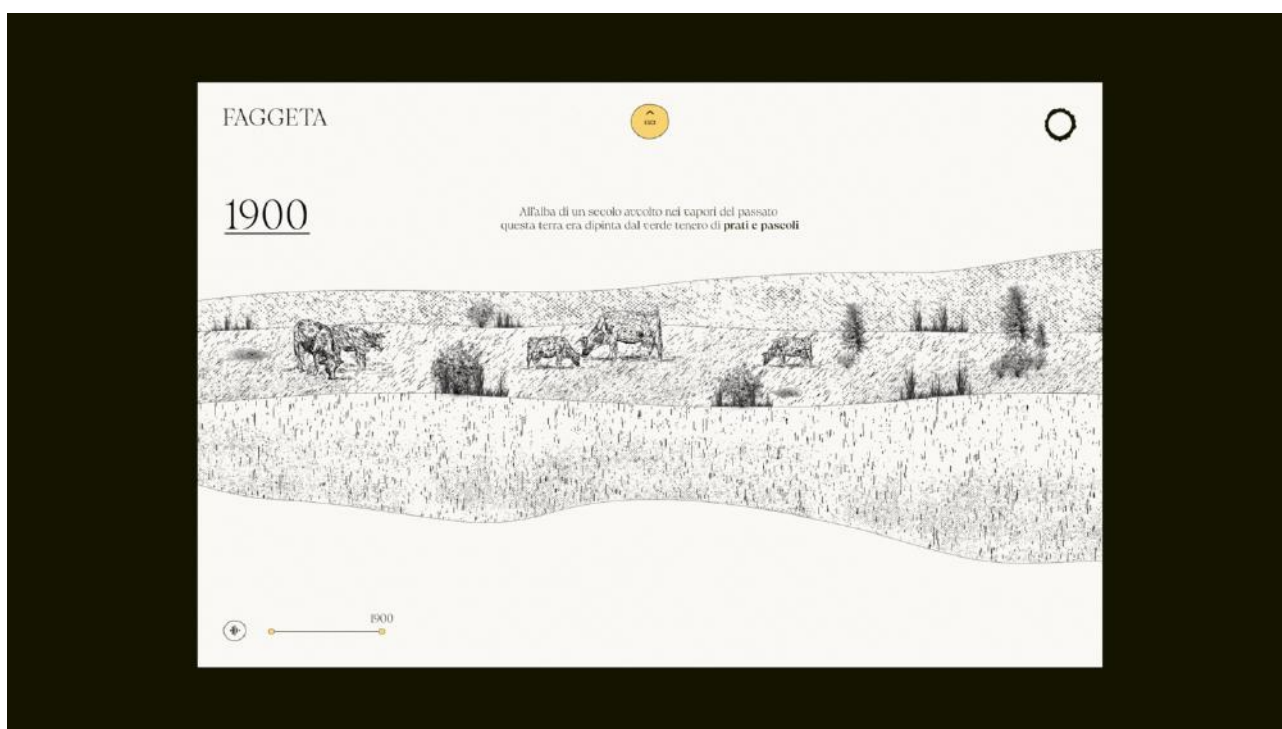 FAGGETA
1900
All'alba di un secolo avvolto nei vapori del passato
questa terra era dipinta dal verde tenero di prati e pascoli
1900